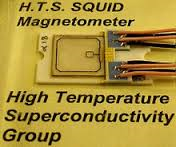 H.T.S. SQUID
Magnetometer
High Temperature
Superconductivity
Group